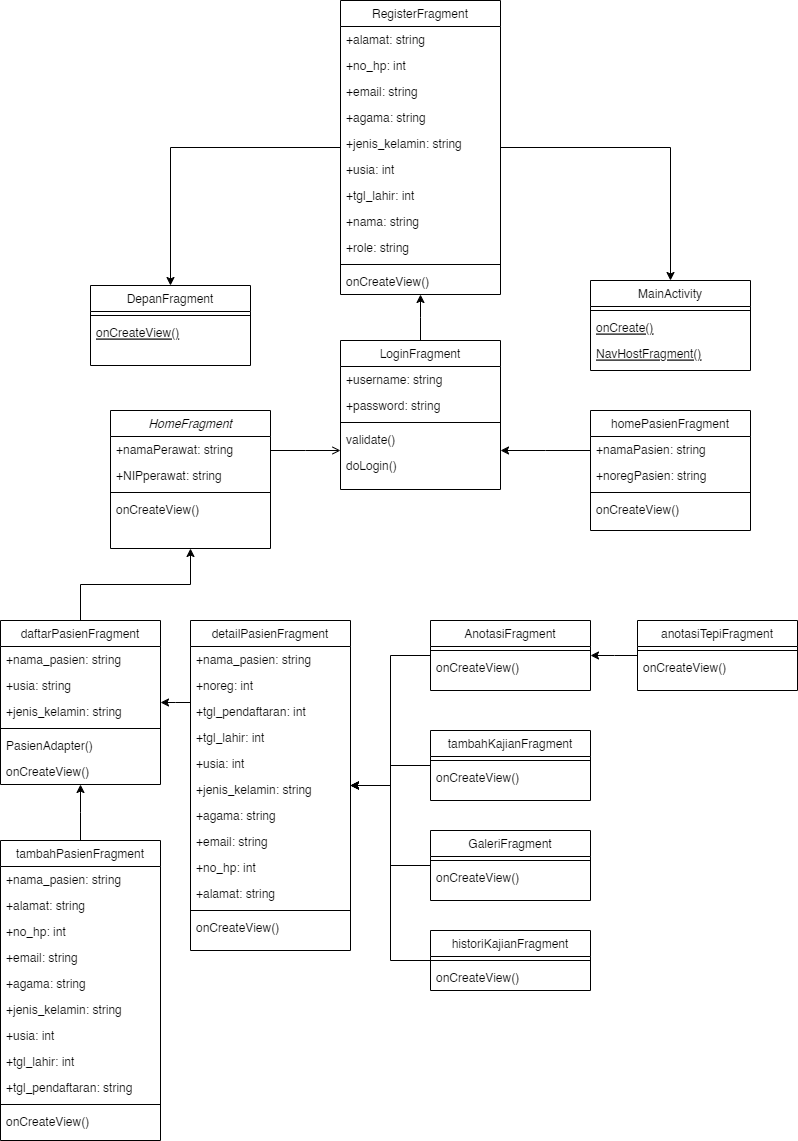 RegisterFragment
+alamat: string
+no_hp: int
+email: string
+agama: string
+jenis_kelamin: string
+usia: int
+tgl_lahir: int
+nama: string
+role: string
onCreateView()
DepanFragment
onCreateView()
MainActivity
onCreate()
NavHostFragment()
LoginFragment
+username: string
+password: string
validate()
doLogin()
HomeFragment
+namaPerawat: string
+NIPperawat: string
onCreateView()
homePasienFragment
+namaPasien: string
+noregPasien: string
onCreateView()
daftarPasienFragment
+nama_pasien: string
+usia: string
+jenis_kelamin: string
PasienAdapter()
onCreateView()
detailPasienFragment
+nama_pasien: string
+noreg: int
+tgl_pendaftaran: int
+tgl_lahir: int
+usia: int
+jenis_kelamin: string
+agama: string
+email: string
+no_hp: int
+alamat: string
onCreateView()
AnotasiFragment
onCreateView()
anotasiTepiFragment
onCreateView()
tambahKajianFragment
onCreateView()
GaleriFragment
onCreateView()
historiKajianFragment
onCreateView()
tambahPasienFragment
+nama_pasien: string
+alamat: string
+no_hp: int
+email: string
+agama: string
+jenis_kelamin: string
+usia: int
+tgl_lahir: int
+tgl_pendaftaran: string
onCreateView()